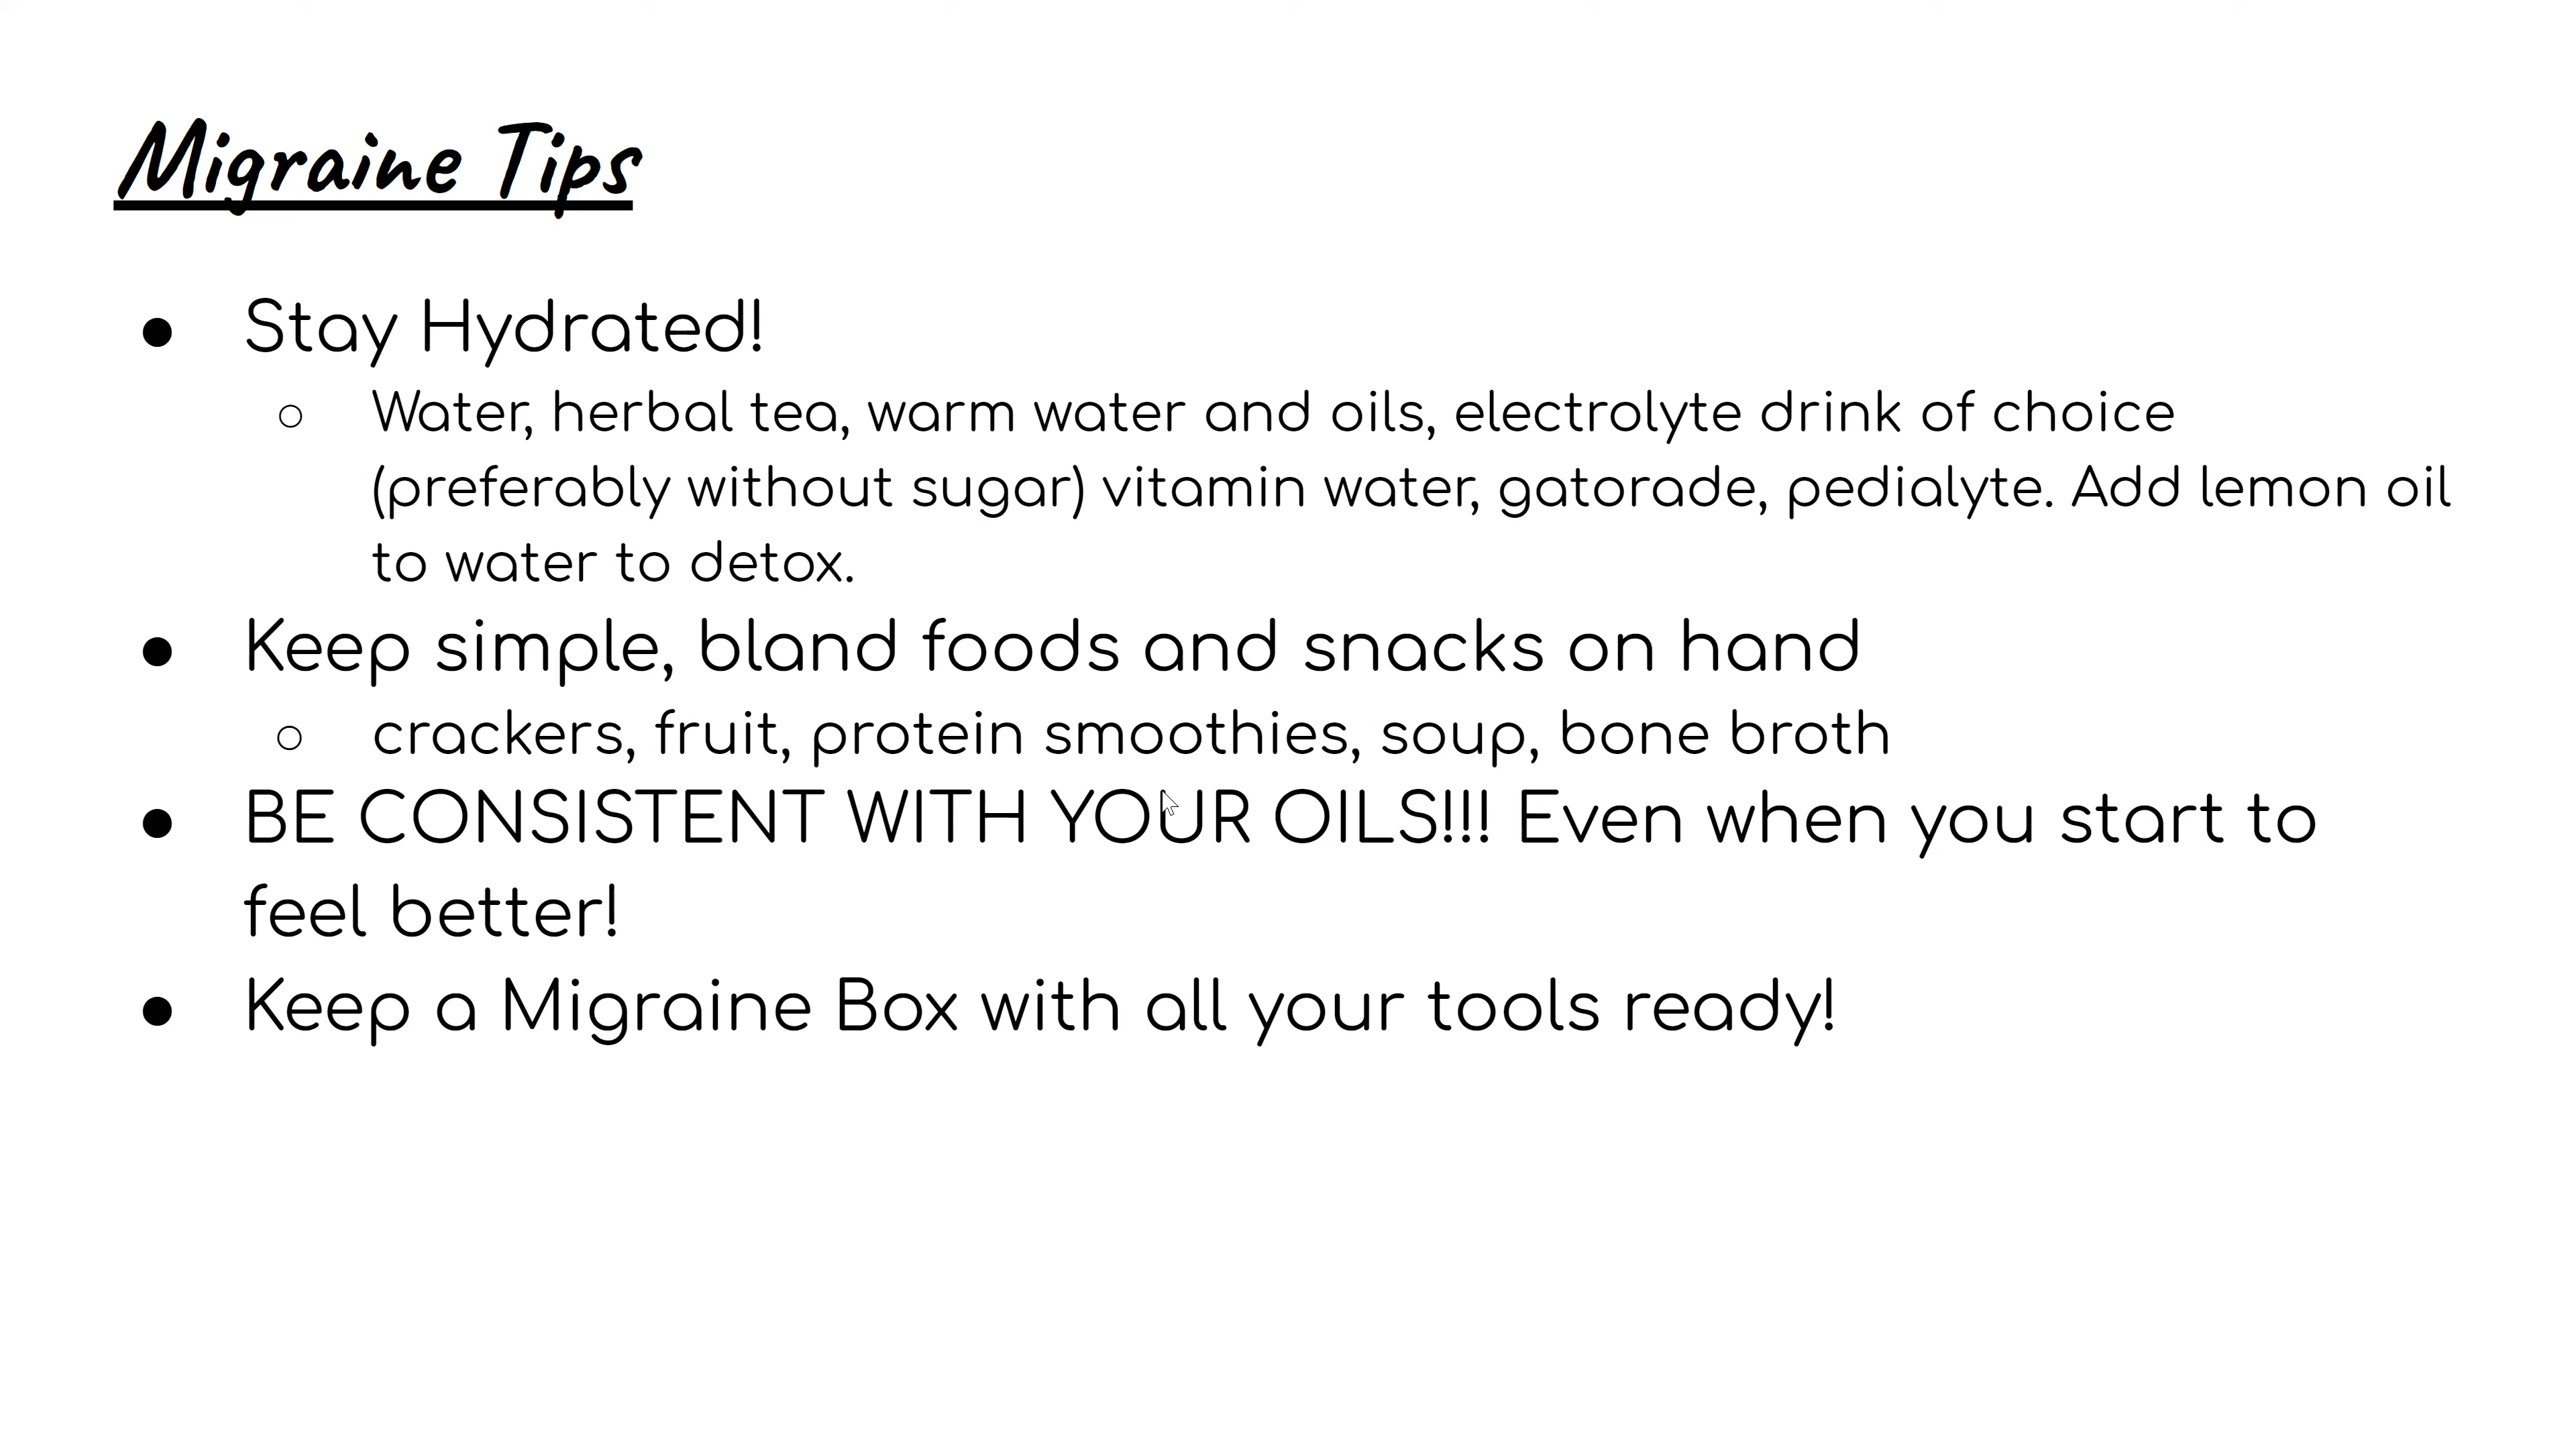 Migraine Tips
● Stay Hydrated!
○ Water, herbal tea, warm water and oils, electrolyte drink of choice
(preferably without sugar) vitamin water, gatorade, pedialyte. Add lemon oil
to water to detox.
● Keep simple, bland foods and snacks on hand
○ crackers, fruit, protein smoothies, soup, bone broth
● BE CONSISTENT WITH YOUR OILS!!! Even when you start to
feel better!
● Keep a Migraine Box with all your tools ready!